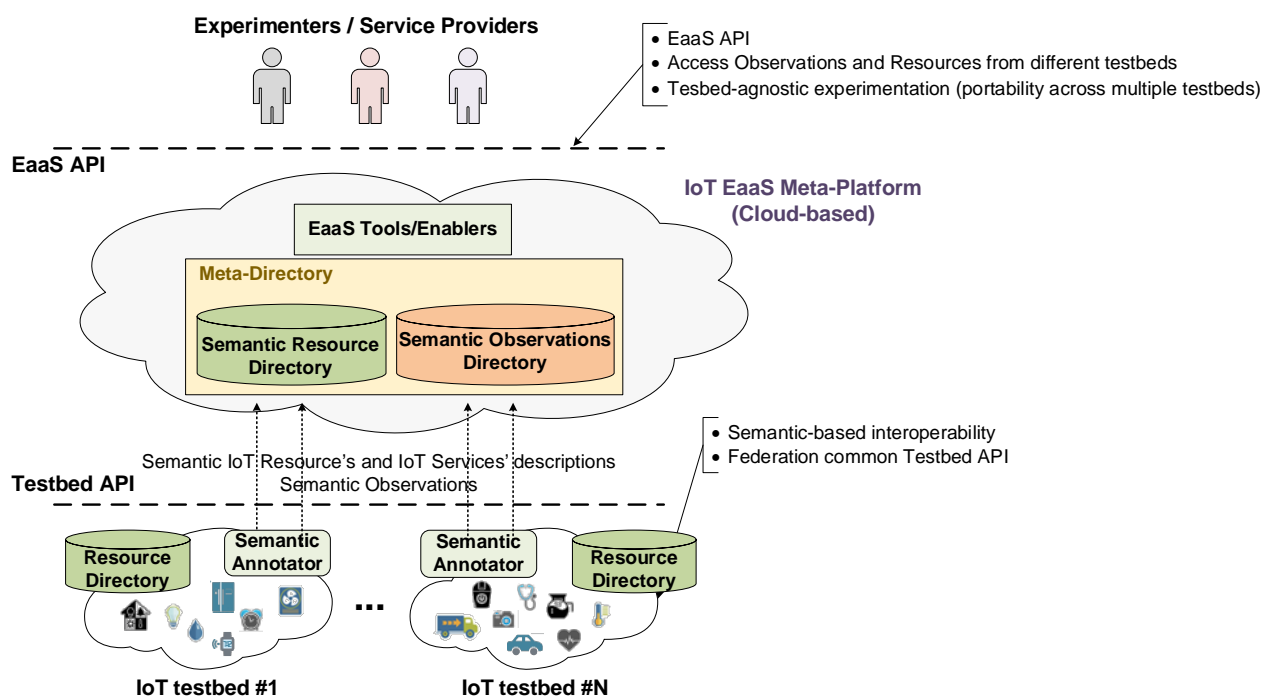 Experimenters / Service Providers
• EaaS API
• Access Observations and Resources from different testbeds
• Tesbed-agnostic experimentation (portability across multiple testbeds)
EaaS API
IoT EaaS Meta-Platform
(Cloud-based)
EaaS Tools/Enablers
Meta-Directory
Semantic Resource
Directory
Semantic Observations
Directory
• Semantic-based interoperability
• Federation common Testbed API
Semantic IoT Resource's and IoT Services' descriptions
Semantic Observations
Testbed API
Resource
Directory
Semantic
Annotator
...
Semantic
Annotator
Resource
Directory
IoT testbed #1
IoT testbed #N